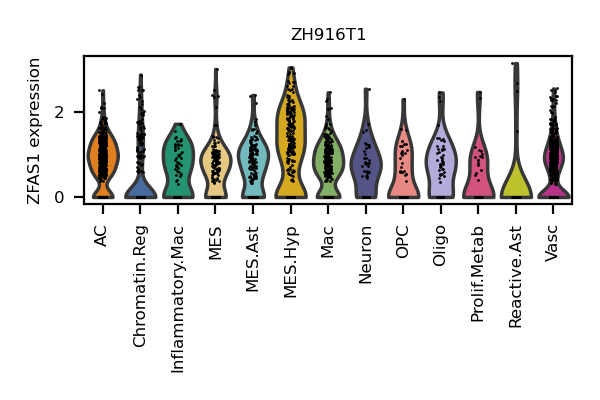 ZH916T1
ZFAS1 expression
2
0
AC
Chromatin.Reg
Inflammatory.Mac
MES
MES.Ast
MES.Hyp
Mac
Neuron
OPC
Oligo
Prolif.Metab
Reactive.Ast
Vasc